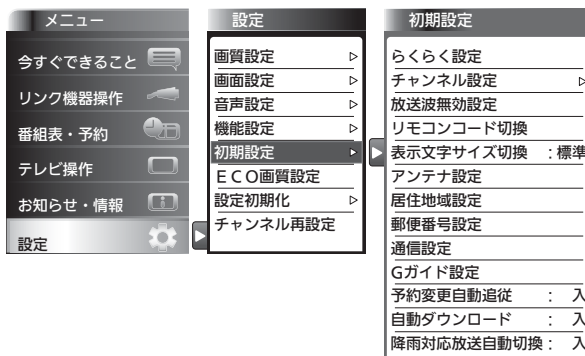 メニュー
今すぐできること
リンク機器操作
番組表・予約
テレビ操作
お知らせ・情報
設定
設定
画質設定
画面設定
音声設定
機能設定
初期設定
ＥＣＯ画質設定
設定初期化
チャンネル再設定
初期設定
らくらく設定
チャンネル設定
放送波無効設定
リモコンコード切換
表示文字サイズ切換 ：標準
アンテナ設定
居住地域設定
郵便番号設定
通信設定
Gガイド設定
予約変更自動追従 ： 入
自動ダウンロード ： 入
降雨対応放送自動切換： 入